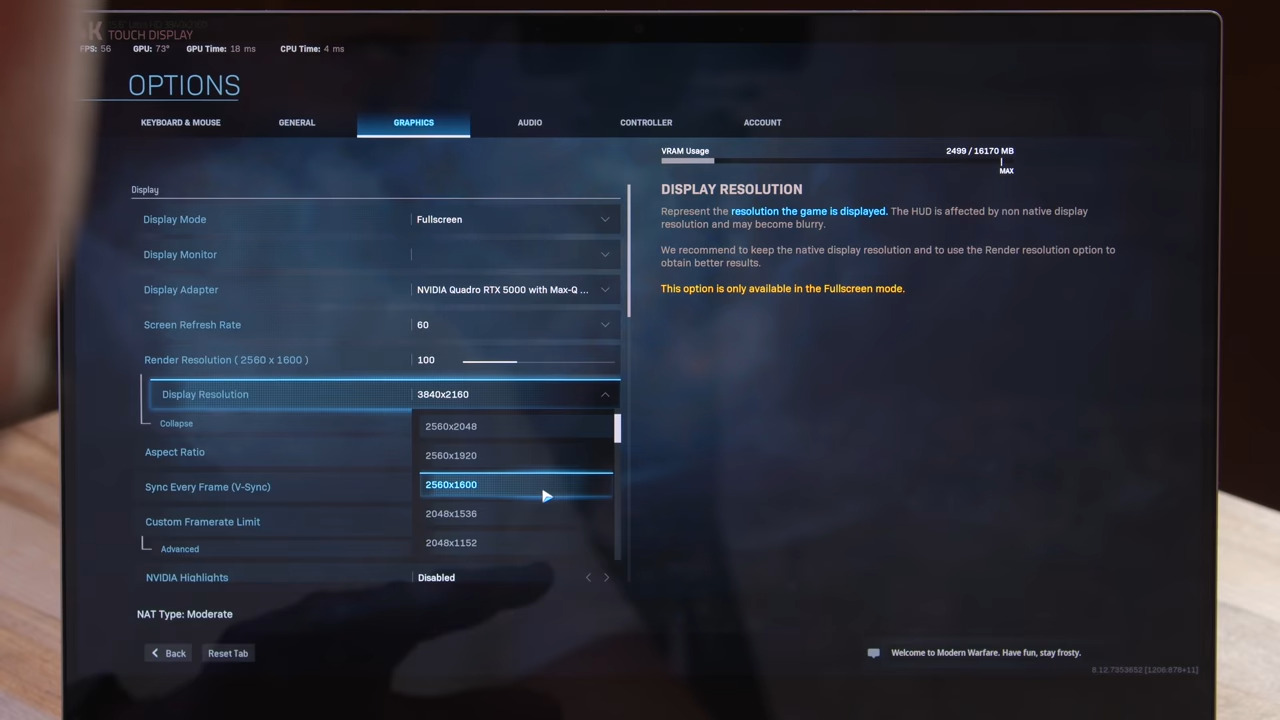 K
TOUCH DISPLAY
FPS: 56 GPU: 73° GPU Time: 18 ms CPU Time: 4 ms
OPTIONS
KEYBOARD & MOUSE GENERAL GRAPHICS AUDIO CONTROLLER ACCOUNT
VRAM Usage 2499 / 16170 MB
MAX
Display
Display Mode Fullscreen
Display Monitor
Display Adapter NVIDIA Quadro RTX 5000 with Max-Q ...
Screen Refresh Rate 60
Render Resolution ( 2560 x 1600 ) 100
Display Resolution 3840x2160
Collapse
2560x2048
Aspect Ratio
2560x1920
Sync Every Frame (V-Sync)
2560x1600
Custom Framerate Limit
2048x1536
Advanced
2048x1152
NVIDIA Highlights Disabled
DISPLAY RESOLUTION
Represent the resolution the game is displayed. The HUD is affected by non native display
resolution and may become blurry.
We recommend to keep the native display resolution and to use the Render resolution option to
obtain better results.
This option is only available in the Fullscreen mode.
NAT Type: Moderate
Back Reset Tab
Welcome to Modern Warfare. Have fun, stay frosty.